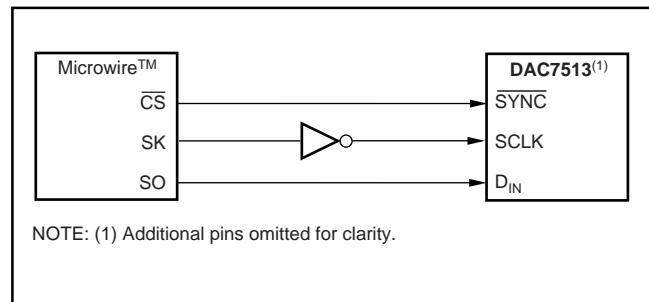 Microwire™
DAC7513(1)
CS
SYNC
SK
SCLK
SO
DIN
NOTE: (1) Additional pins omitted for clarity.